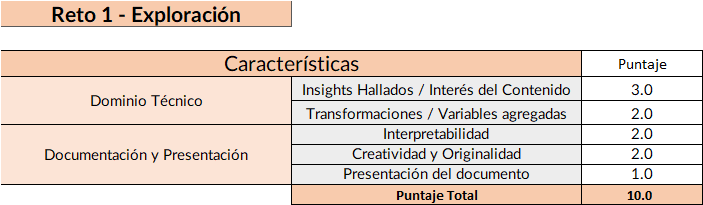 Reto 1 - Exploración
Características Puntaje
Dominio Técnico Insights Hallados / Interés del Contenido 3.0
Transformaciones / Variables agregadas 2.0
Documentación y Presentación Interpretabilidad 2.0
Creatividad y Originalidad 2.0
Presentación del documento 1.0
Puntaje Total 10.0